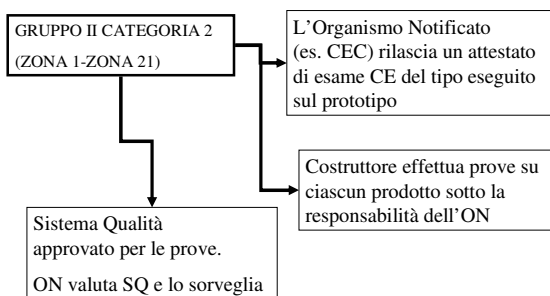 GRUPPO II CATEGORIA 2
(ZONA 1-ZONA 21)
L'Organismo Notificato
(es. CEC) rilascia un attestato
di esame CE del tipo eseguito
sul prototipo
Costruttore effettua prove su
ciascun prodotto sotto la
responsabilità dell'ON
Sistema Qualità
approvato per le prove.
ON valuta SQ e lo sorveglia